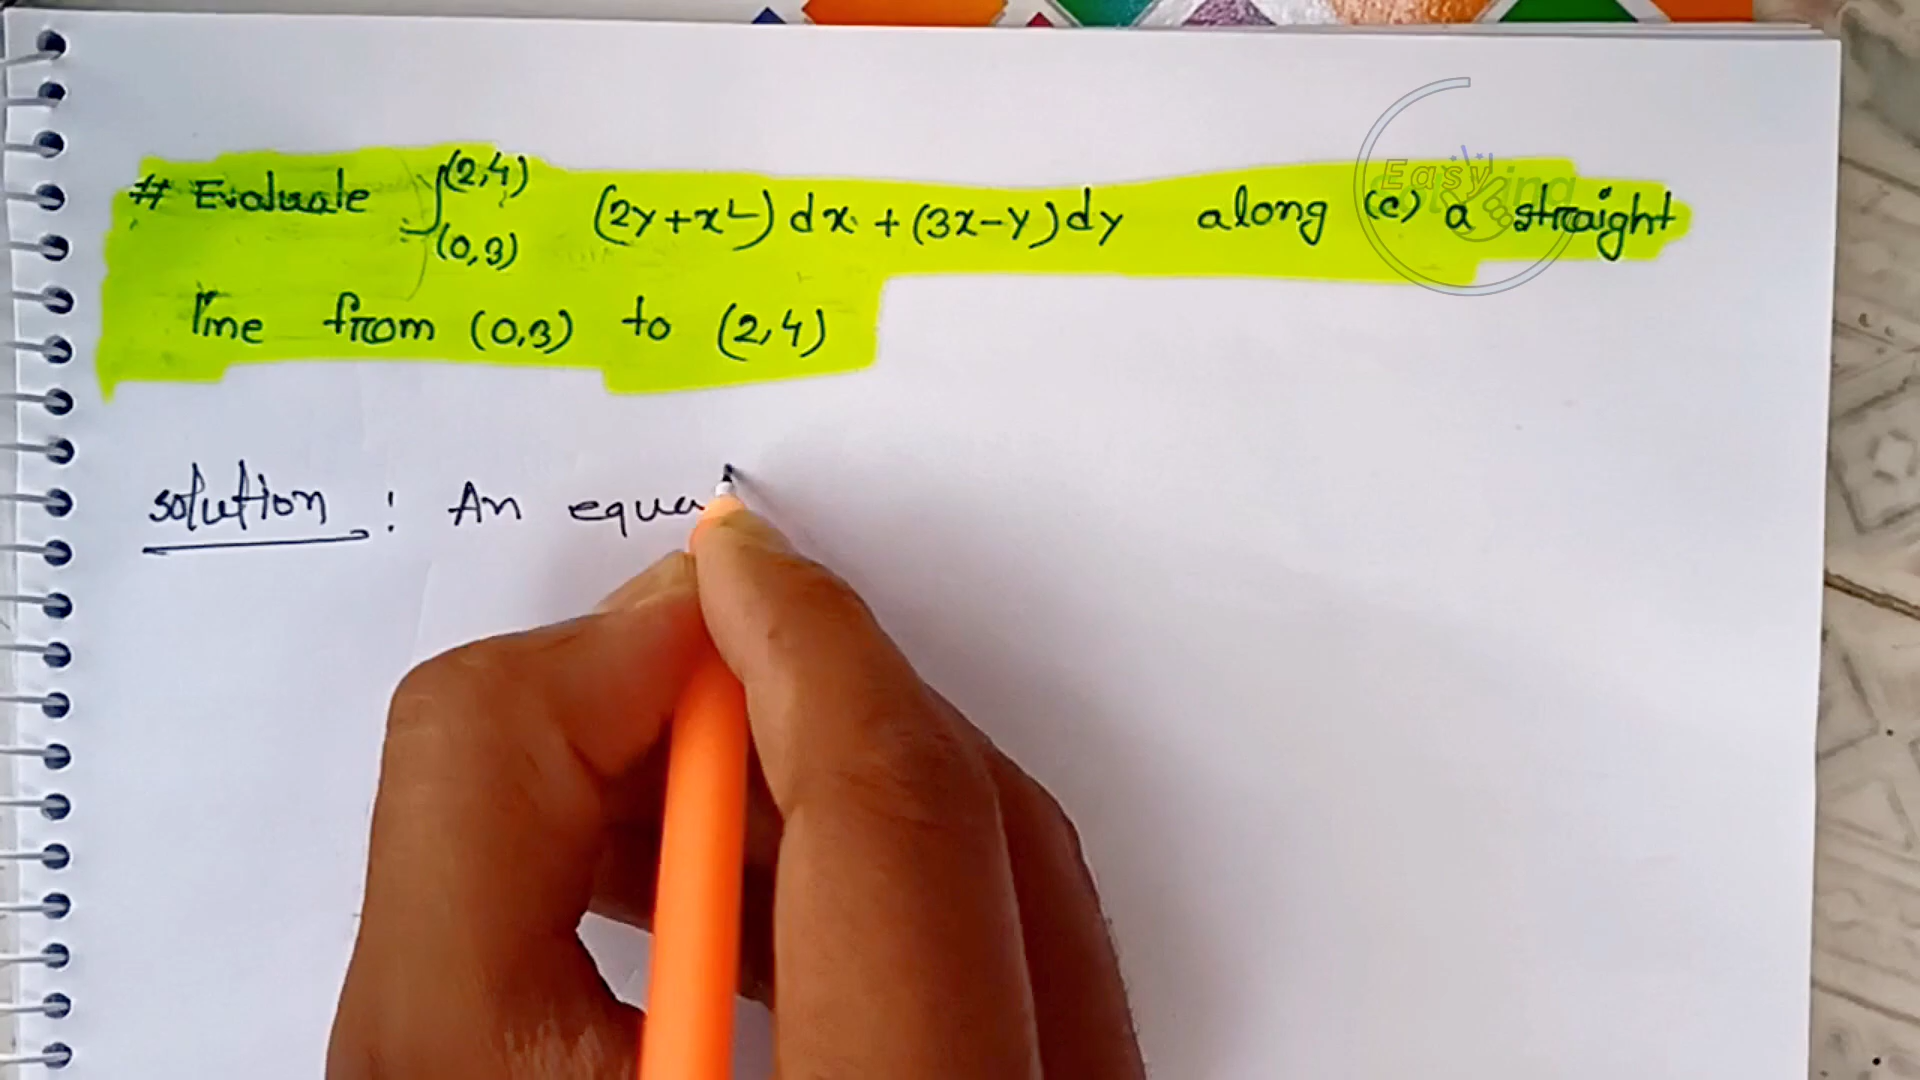 # Evaluate ∫(0,3)^(2,4) (2y+x²)dx + (3x-y)dy along (c) a straight
line from (0,3) to (2,4)
solution : An equa
Easy